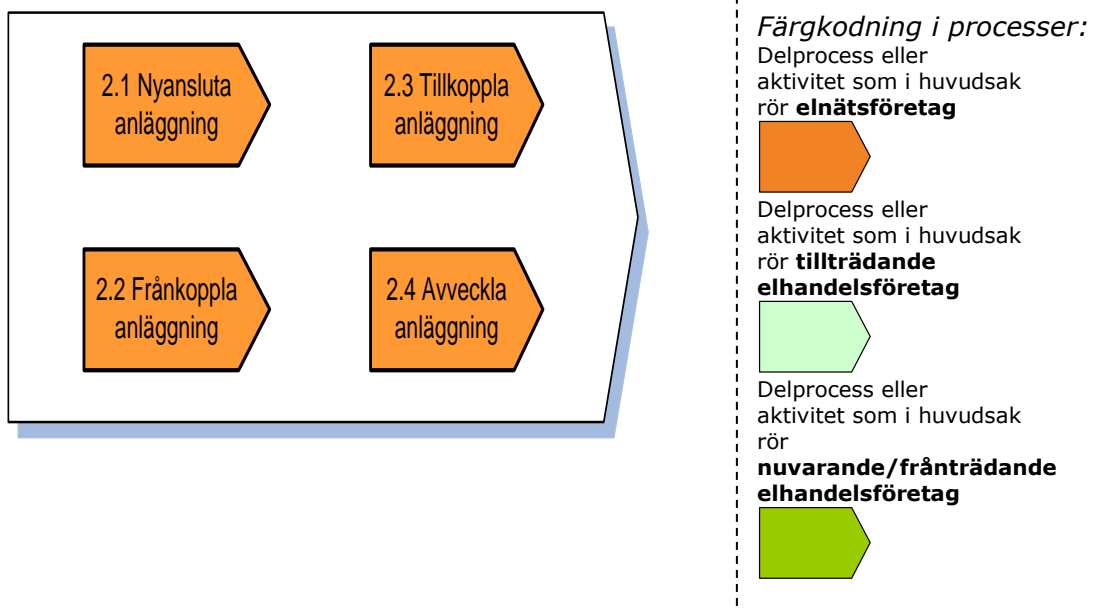 2.1 Nyansluta
anläggning
2.3 Tillkoppla
anläggning
2.2 Frånkoppla
anläggning
2.4 Avveckla
anläggning
Färgkodning i processer:
Delprocess eller
aktivitet som i huvudsak
rör elnätsföretag
Delprocess eller
aktivitet som i huvudsak
rör tillträdande
elhandelsföretag
Delprocess eller
aktivitet som i huvudsak
rör
nuvarande/frånträdande
elhandelsföretag